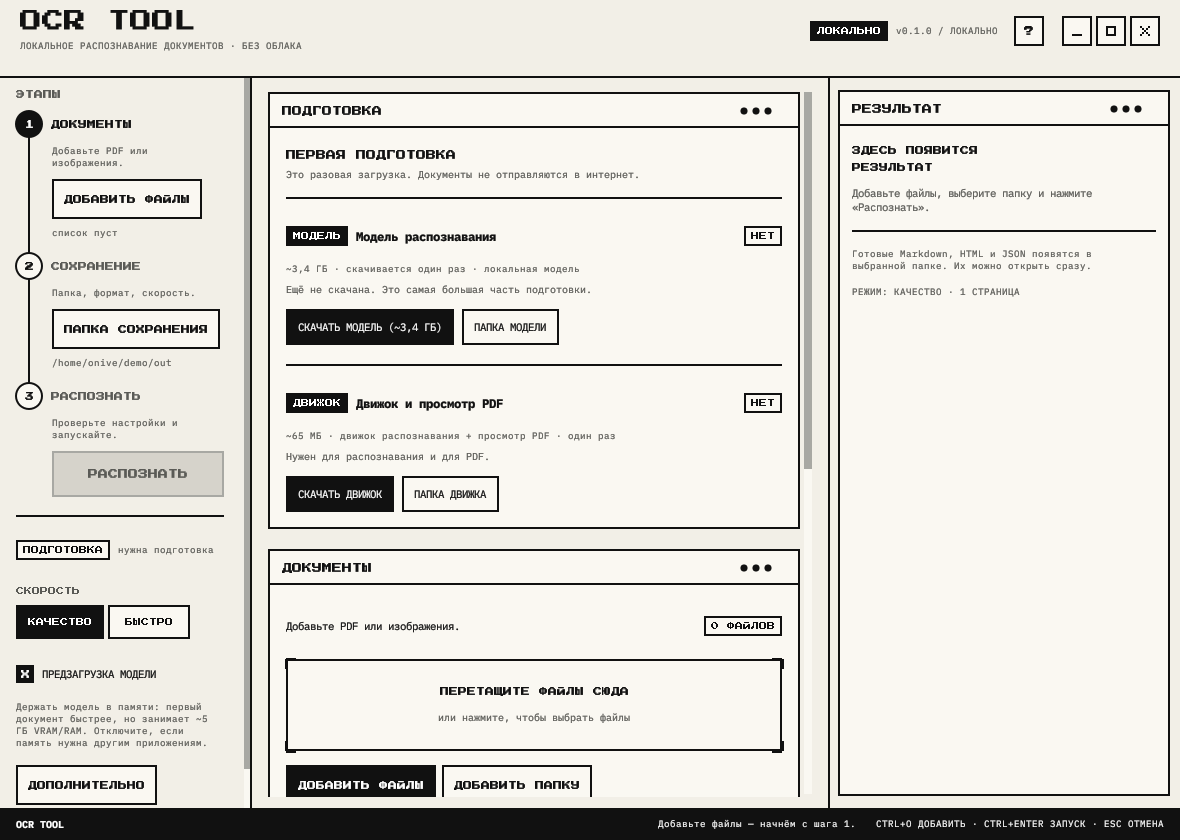 OCR TOOL
ЛОКАЛЬНОЕ РАСПОЗНАВАНИЕ ДОКУМЕНТОВ · БЕЗ ОБЛАКА
ЛОКАЛЬНО v0.1.0 / ЛОКАЛЬНО ?
ЭТАПЫ
1 ДОКУМЕНТЫ
Добавьте PDF или
изображения.
ДОБАВИТЬ ФАЙЛЫ
список пуст
2 СОХРАНЕНИЕ
Папка, формат, скорость.
ПАПКА СОХРАНЕНИЯ
/home/onive/demo/out
3 РАСПОЗНАТЬ
Проверьте настройки и
запускайте.
РАСПОЗНАТЬ
ПОДГОТОВКА нужна подготовка
СКОРОСТЬ
КАЧЕСТВО БЫСТРО
X ПРЕДЗАГРУЗКА МОДЕЛИ
Держать модель в памяти: первый
документ быстрее, но занимает ~5
ГБ VRAM/RAM. Отключите, если
память нужна другим приложениям.
ДОПОЛНИТЕЛЬНО
ПОДГОТОВКА
ПЕРВАЯ ПОДГОТОВКА
Это разовая загрузка. Документы не отправляются в интернет.
МОДЕЛЬ Модель распознавания НЕТ
~3,4 ГБ · скачивается один раз · локальная модель
Ещё не скачана. Это самая большая часть подготовки.
СКАЧАТЬ МОДЕЛЬ (~3,4 ГБ) ПАПКА МОДЕЛИ
ДВИЖОК Движок и просмотр PDF НЕТ
~65 МБ · движок распознавания + просмотр PDF · один раз
Нужен для распознавания и для PDF.
СКАЧАТЬ ДВИЖОК ПАПКА ДВИЖКА
ДОКУМЕНТЫ
Добавьте PDF или изображения. 0 ФАЙЛОВ
ПЕРЕТАЩИТЕ ФАЙЛЫ СЮДА
или нажмите, чтобы выбрать файлы
ДОБАВИТЬ ФАЙЛЫ ДОБАВИТЬ ПАПКУ
РЕЗУЛЬТАТ
ЗДЕСЬ ПОЯВИТСЯ
РЕЗУЛЬТАТ
Добавьте файлы, выберите папку и нажмите
«Распознать».
Готовые Markdown, HTML и JSON появятся в
выбранной папке. Их можно открыть сразу.
РЕЖИМ: КАЧЕСТВО · 1 СТРАНИЦА
OCR TOOL
Добавьте файлы — начнём с шага 1. CTRL+O ДОБАВИТЬ · CTRL+ENTER ЗАПУСК · ESC ОТМЕНА